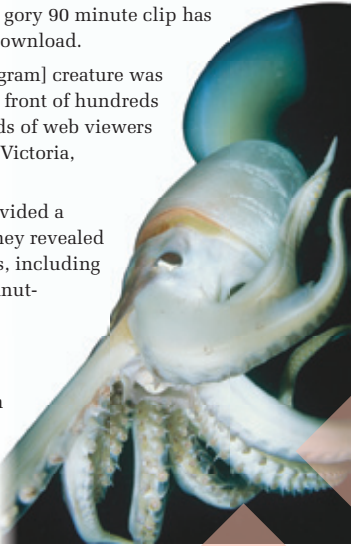 gory 90 minute clip has
ownload.
gram] creature was
front of hundreds
ds of web viewers
Victoria,
vided a
ney revealed
s, including
nut-